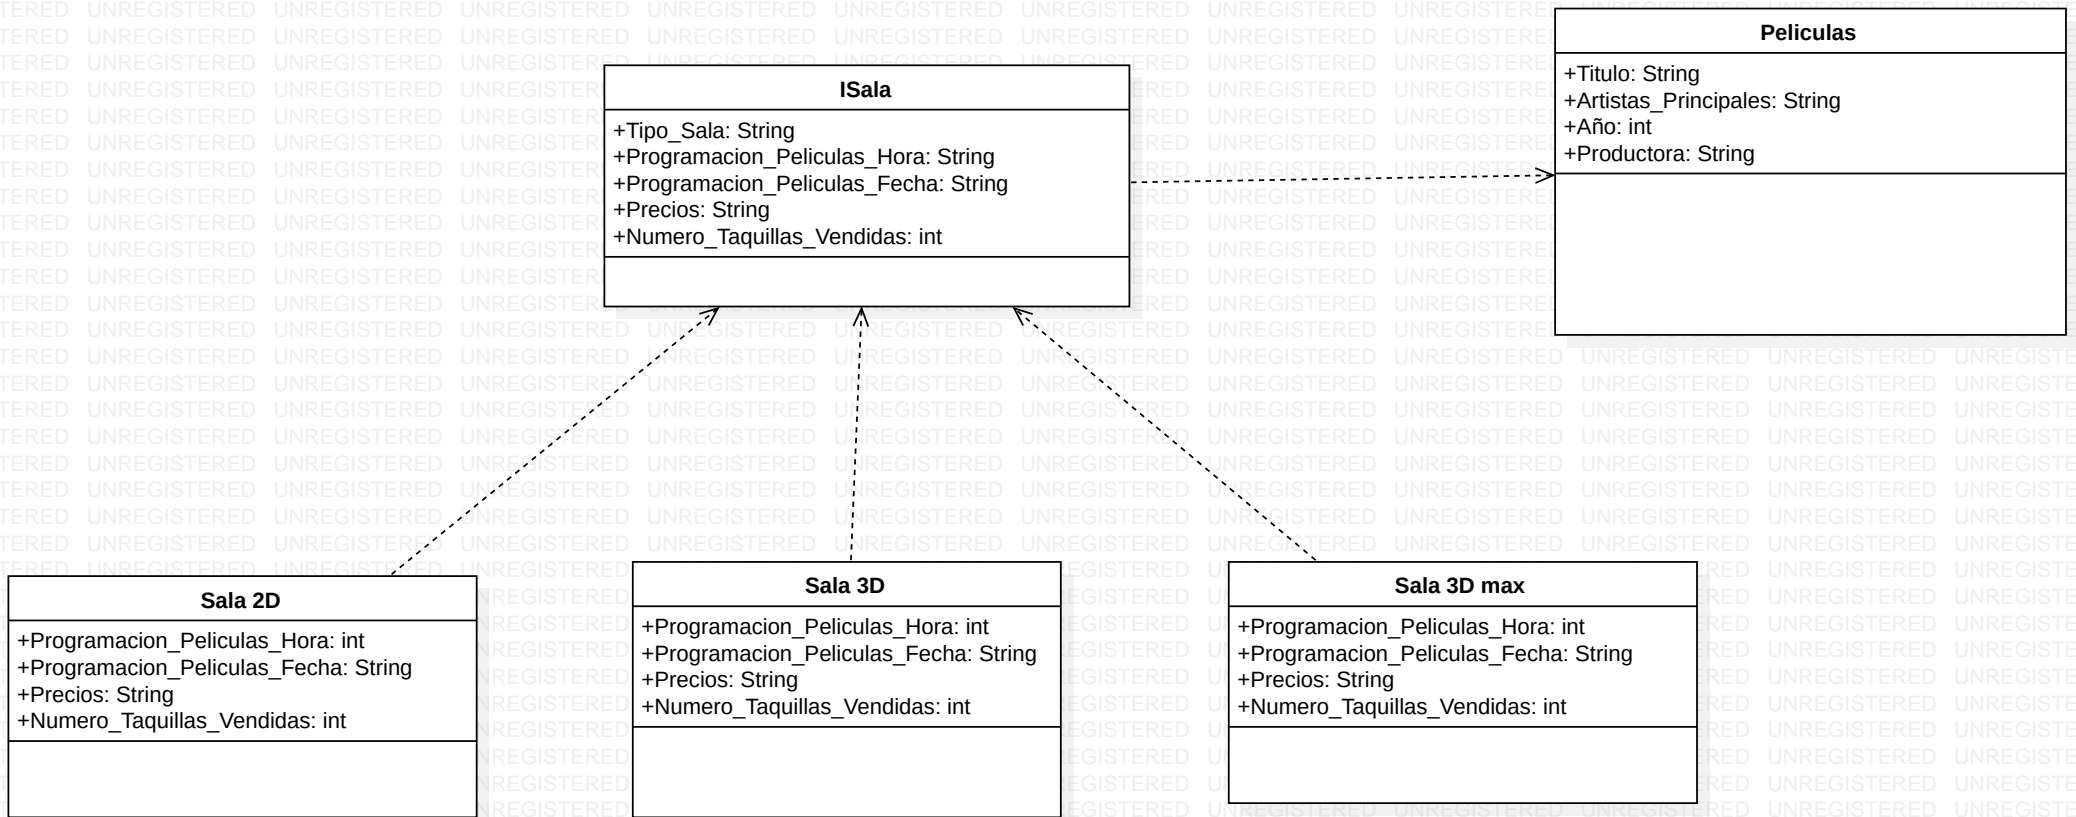 Peliculas
+Titulo: String
+Artistas_Principales: String
+Año: int
+Productora: String
ISala
+Tipo_Sala: String
+Programacion_Peliculas_Hora: String
+Programacion_Peliculas_Fecha: String
+Precios: String
+Numero_Taquillas_Vendidas: int
Sala 2D
+Programacion_Peliculas_Hora: int
+Programacion_Peliculas_Fecha: String
+Precios: String
+Numero_Taquillas_Vendidas: int
Sala 3D
+Programacion_Peliculas_Hora: int
+Programacion_Peliculas_Fecha: String
+Precios: String
+Numero_Taquillas_Vendidas: int
Sala 3D max
+Programacion_Peliculas_Hora: int
+Programacion_Peliculas_Fecha: String
+Precios: String
+Numero_Taquillas_Vendidas: int
UNREGISTERED